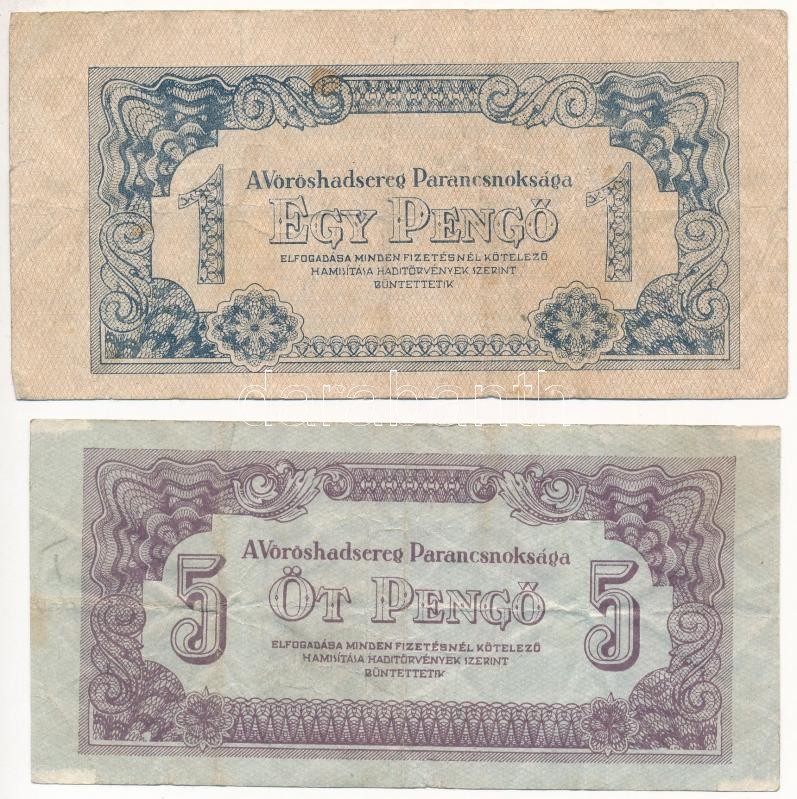 A Vöröshadsereg Parancsnoksága
1 EGY PENGŐ 1
ELFOGADÁSA MINDEN FIZETÉSNÉL KÖTELEZŐ
HAMISÍTÁSA HADITÖRVÉNYEK SZERINT
BÜNTETTETIK
darabanth
A Vöröshadsereg Parancsnoksága
5 ÖT PENGŐ 5
ELFOGADÁSA MINDEN FIZETÉSNÉL KÖTELEZŐ
HAMISÍTÁSA HADITÖRVÉNYEK SZERINT
BÜNTETTETIK